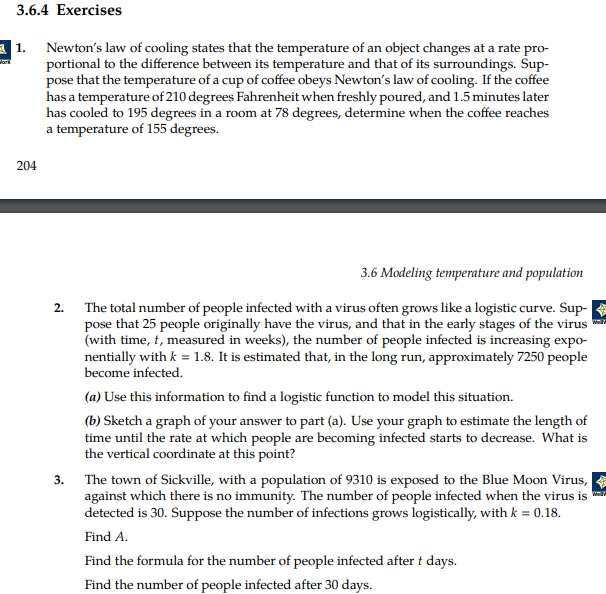 3.6.4 Exercises
1. Newton's law of cooling states that the temperature of an object changes at a rate pro-
portional to the difference between its temperature and that of its surroundings. Sup-
pose that the temperature of a cup of coffee obeys Newton's law of cooling. If the coffee
has a temperature of 210 degrees Fahrenheit when freshly poured, and 1.5 minutes later
has cooled to 195 degrees in a room at 78 degrees, determine when the coffee reaches
a temperature of 155 degrees.
204
3.6 Modeling temperature and population
2. The total number of people infected with a virus often grows like a logistic curve. Sup-
pose that 25 people originally have the virus, and that in the early stages of the virus
(with time, t, measured in weeks), the number of people infected is increasing expo-
nentially with k = 1.8. It is estimated that, in the long run, approximately 7250 people
become infected.
(a) Use this information to find a logistic function to model this situation.
(b) Sketch a graph of your answer to part (a). Use your graph to estimate the length of
time until the rate at which people are becoming infected starts to decrease. What is
the vertical coordinate at this point?
3. The town of Sickville, with a population of 9310 is exposed to the Blue Moon Virus,
against which there is no immunity. The number of people infected when the virus is
detected is 30. Suppose the number of infections grows logistically, with k = 0.18.
Find A.
Find the formula for the number of people infected after t days.
Find the number of people infected after 30 days.